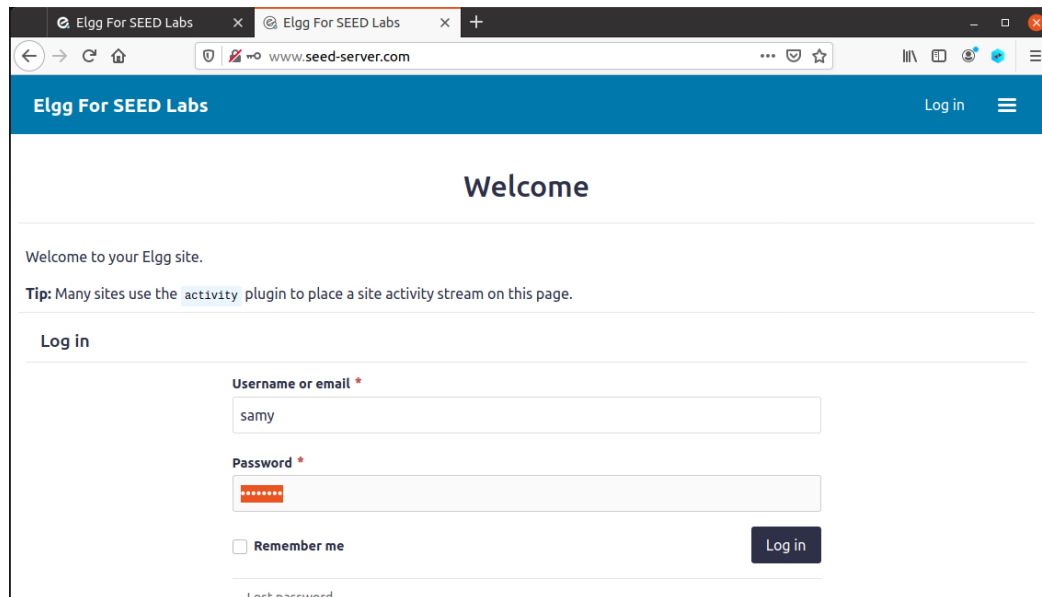 Elgg For SEED Labs Elgg For SEED Labs
www.seed-server.com
Elgg For SEED Labs Log in
Welcome
Welcome to your Elgg site.
Tip: Many sites use the activity plugin to place a site activity stream on this page.
Log in
Username or email *
samy
Password *
••••••••
Remember me Log in
Lost password